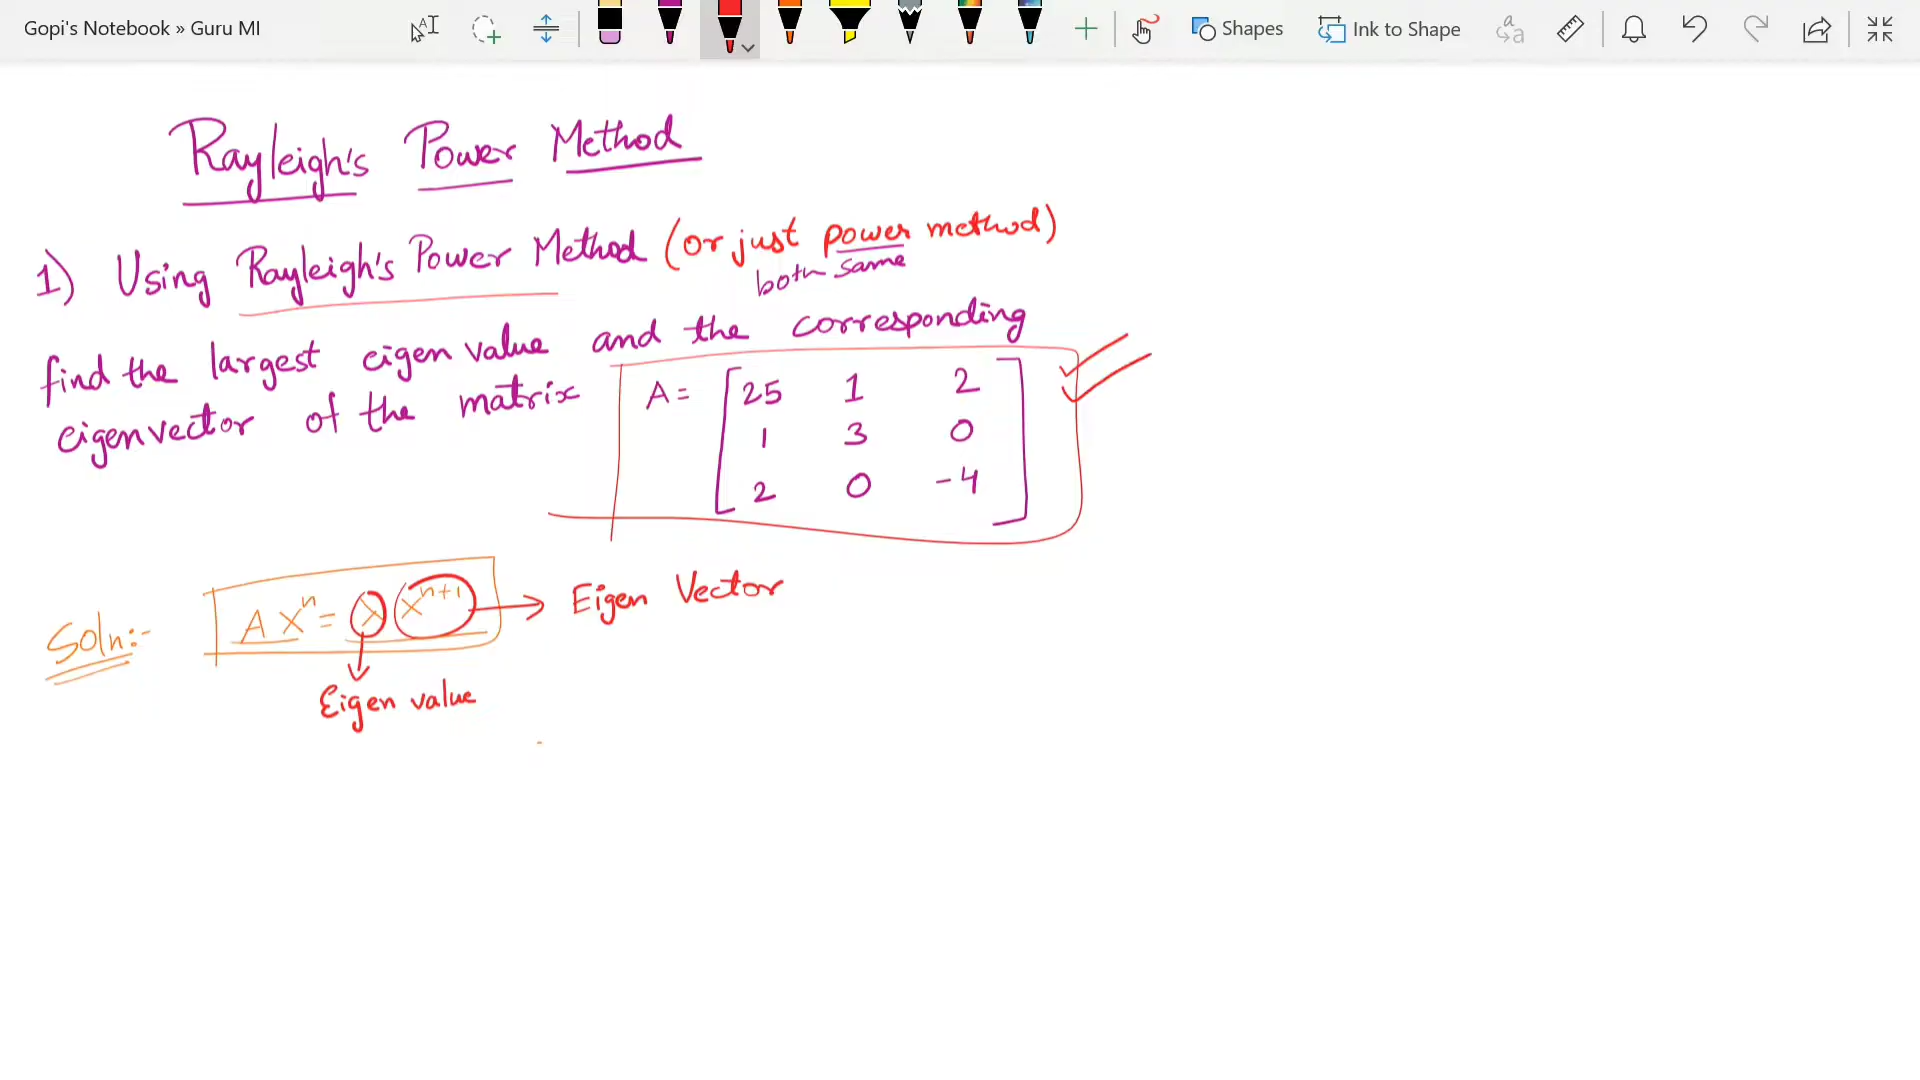 Gopi's Notebook » Guru MI
Shapes
Ink to Shape
Rayleigh's Power Method
1) Using Rayleigh's Power Method (or just power method)
both same
find the largest eigen value and the corresponding
eigenvector of the matrix
A = [25 1 2
1 3 0
2 0 -4]
Soln:-
A X^n = λ X^{n+1} → Eigen Vector
Eigen value